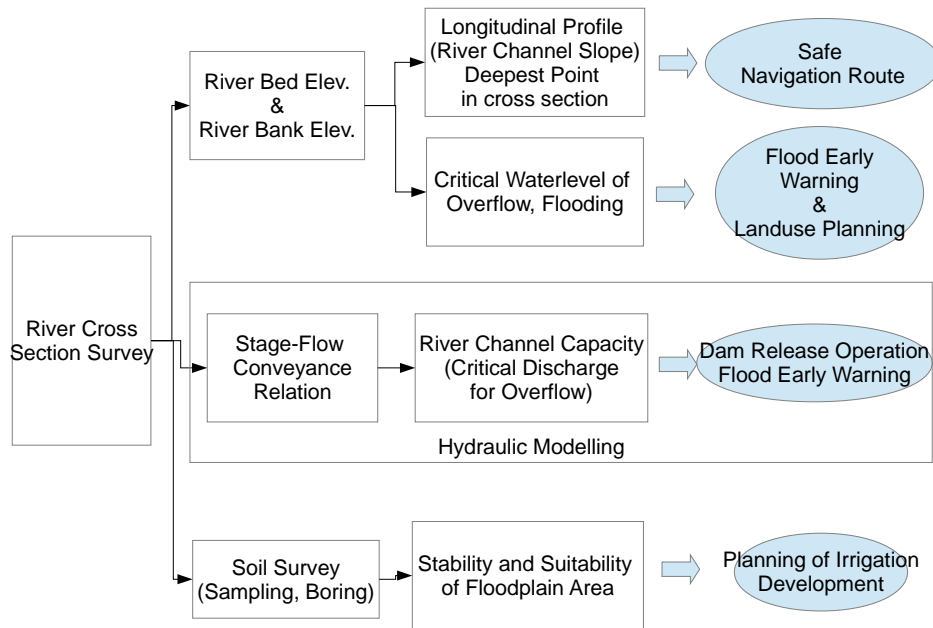 River Cross
Section Survey
River Bed Elev.
&
River Bank Elev.
Longitudinal Profile
(River Channel Slope)
Deepest Point
in cross section
Safe
Navigation Route
Critical Waterlevel of
Overflow, Flooding
Flood Early
Warning
&
Landuse Planning
Stage-Flow
Conveyance
Relation
River Channel Capacity
(Critical Discharge
for Overflow)
Dam Release Operation
Flood Early Warning
Hydraulic Modelling
Soil Survey
(Sampling, Boring)
Stability and Suitability
of Floodplain Area
Planning of Irrigation
Development